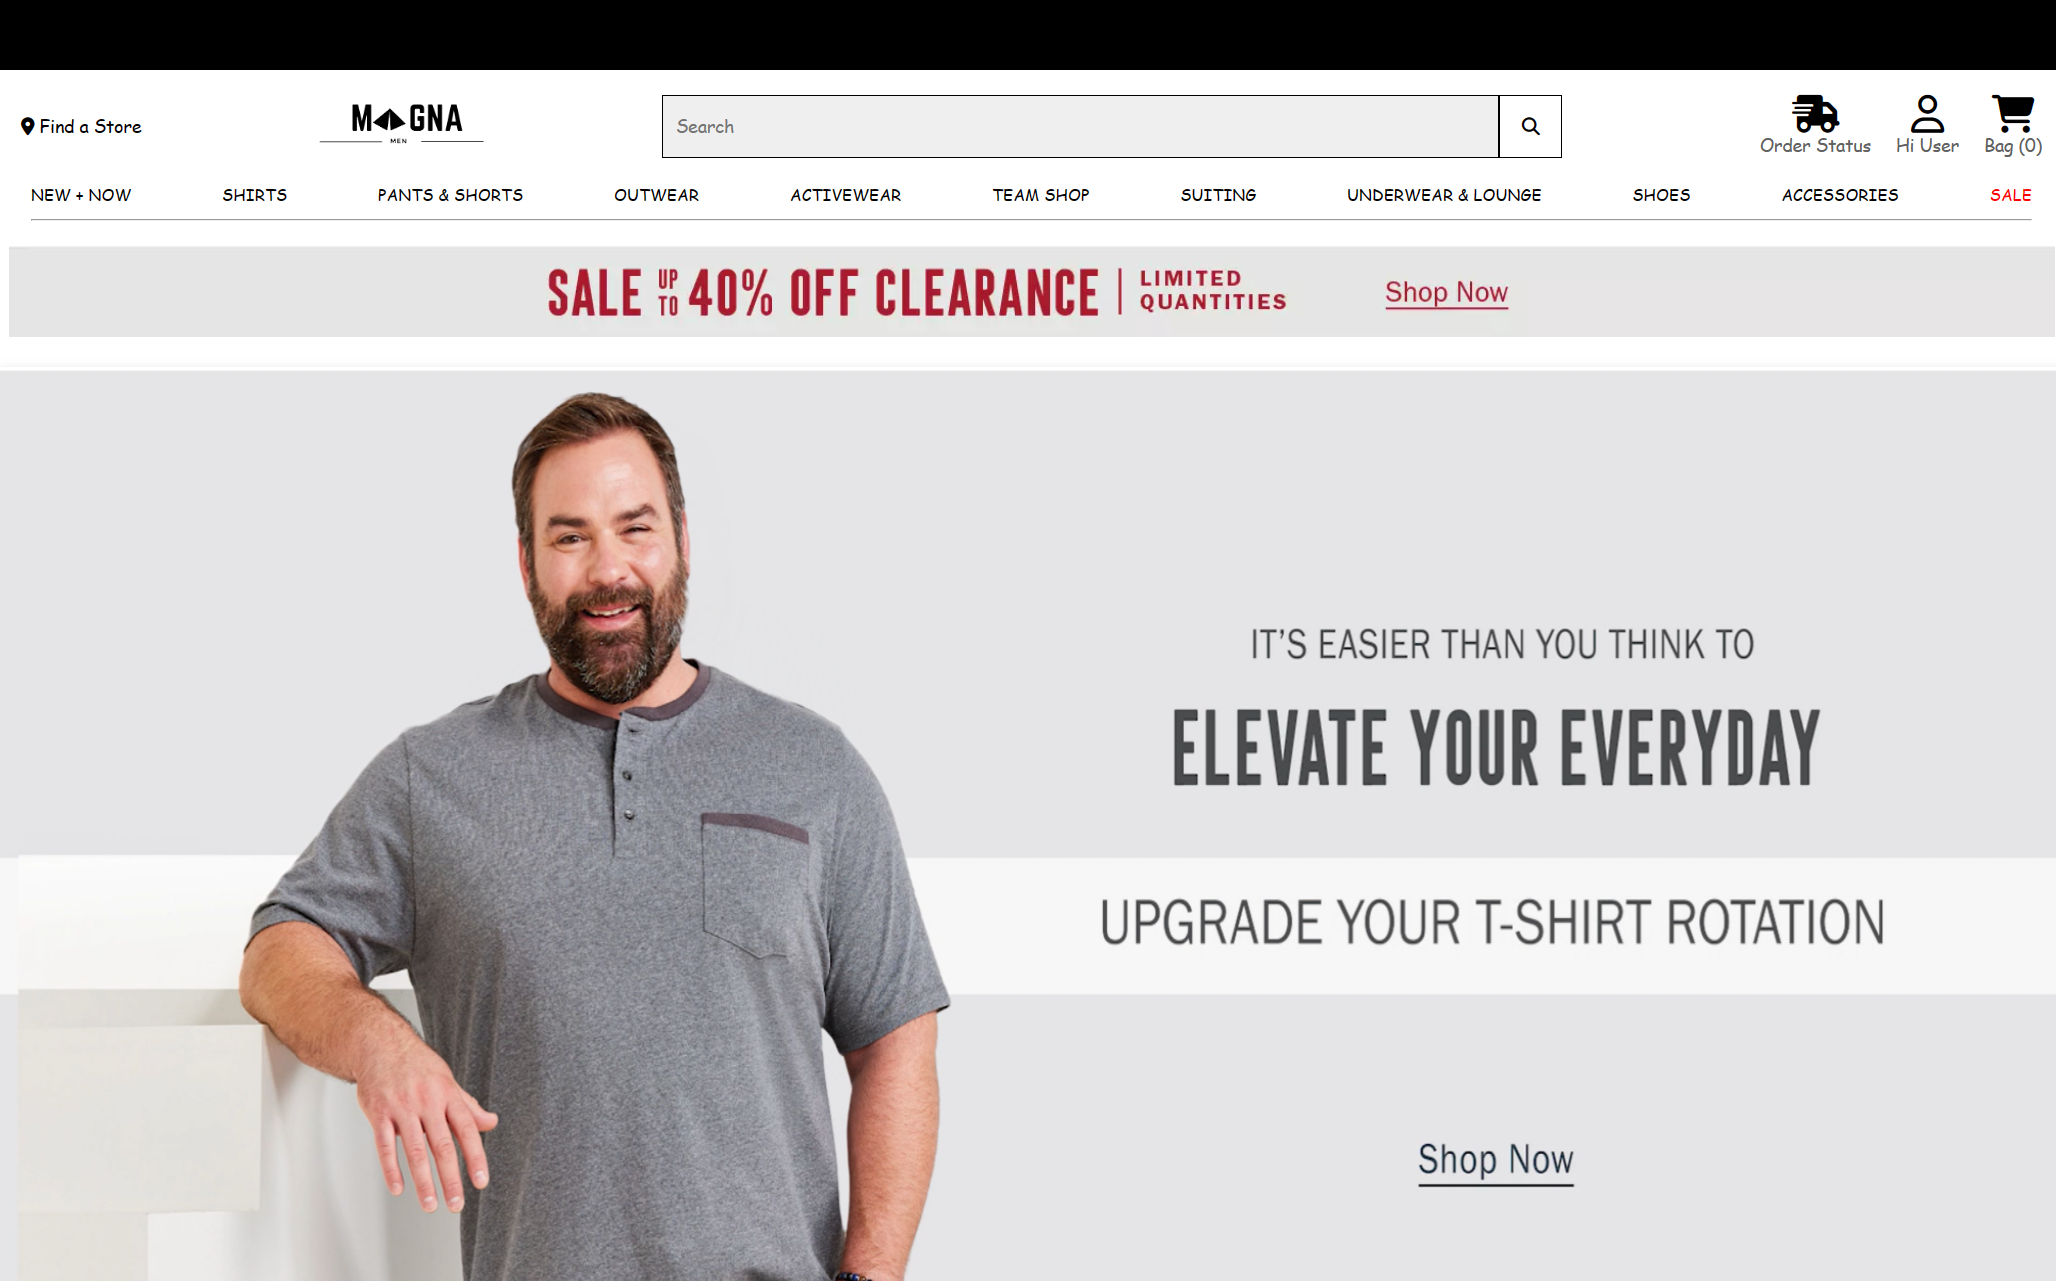 Find a Store
MAGNA
MEN
Search
Order Status
Hi User
Bag (0)
NEW + NOW
SHIRTS
PANTS & SHORTS
OUTWEAR
ACTIVEWEAR
TEAM SHOP
SUITING
UNDERWEAR & LOUNGE
SHOES
ACCESSORIES
SALE
SALE UP TO 40% OFF CLEARANCE
LIMITED
QUANTITIES
Shop Now
IT’S EASIER THAN YOU THINK TO
ELEVATE YOUR EVERYDAY
UPGRADE YOUR T-SHIRT ROTATION
Shop Now